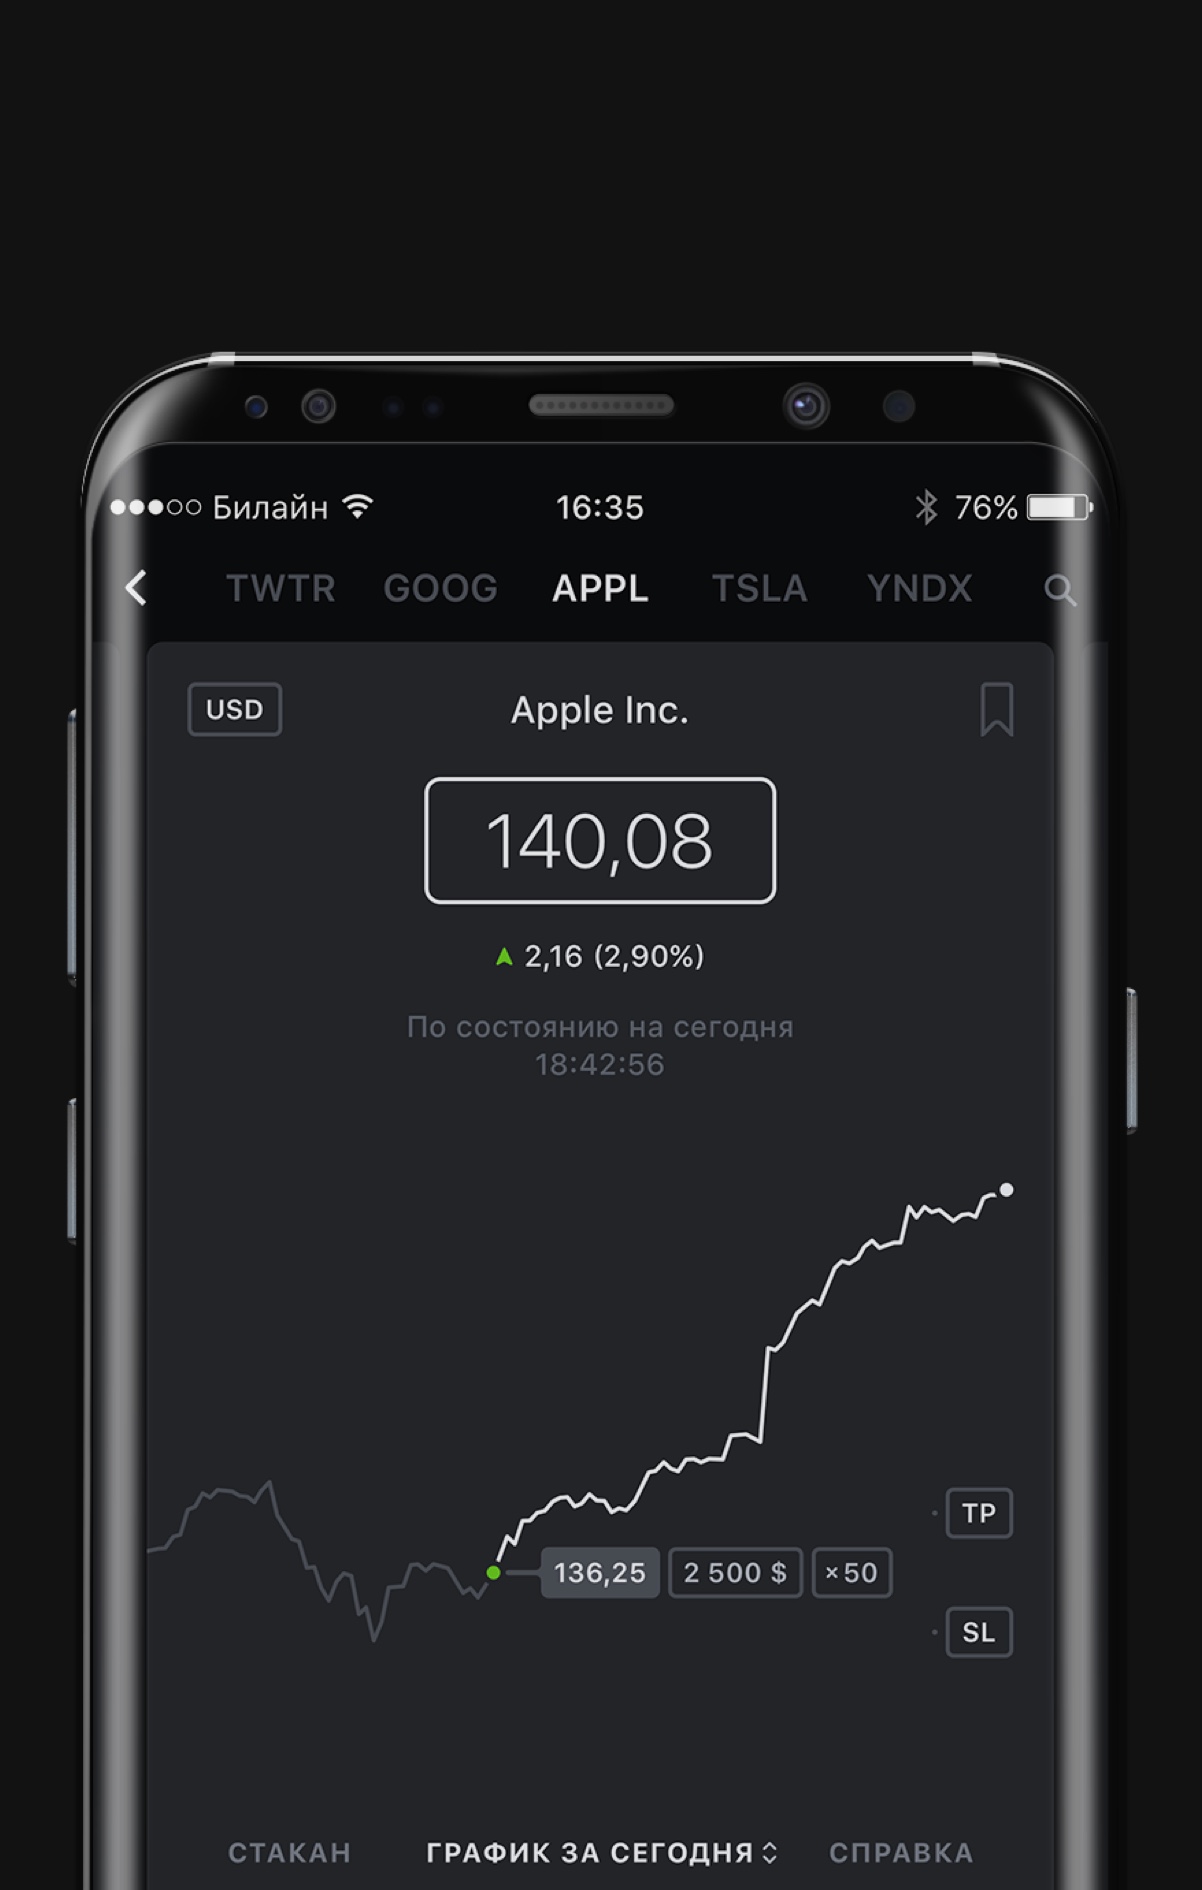 Билайн 16:35 76%
TWTR GOOG APPL TSLA YNDX
USD Apple Inc.
140,08
2,16 (2,90%)
По состоянию на сегодня
18:42:56
TP
136,25 2 500 $ ×50
SL
СТАКАН ГРАФИК ЗА СЕГОДНЯ СПРАВКА